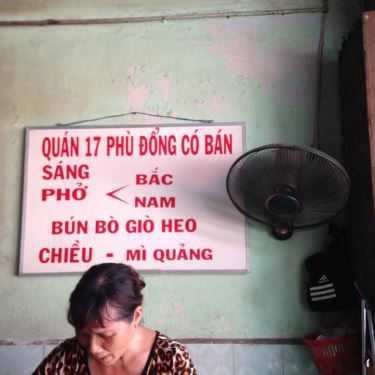 QUÁN 17 PHÙ ĐỔNG CÓ BÁN
SÁNG
PHỞ < BẮC
NAM
BÚN BÒ GIÒ HEO
CHIỀU - MÌ QUẢNG